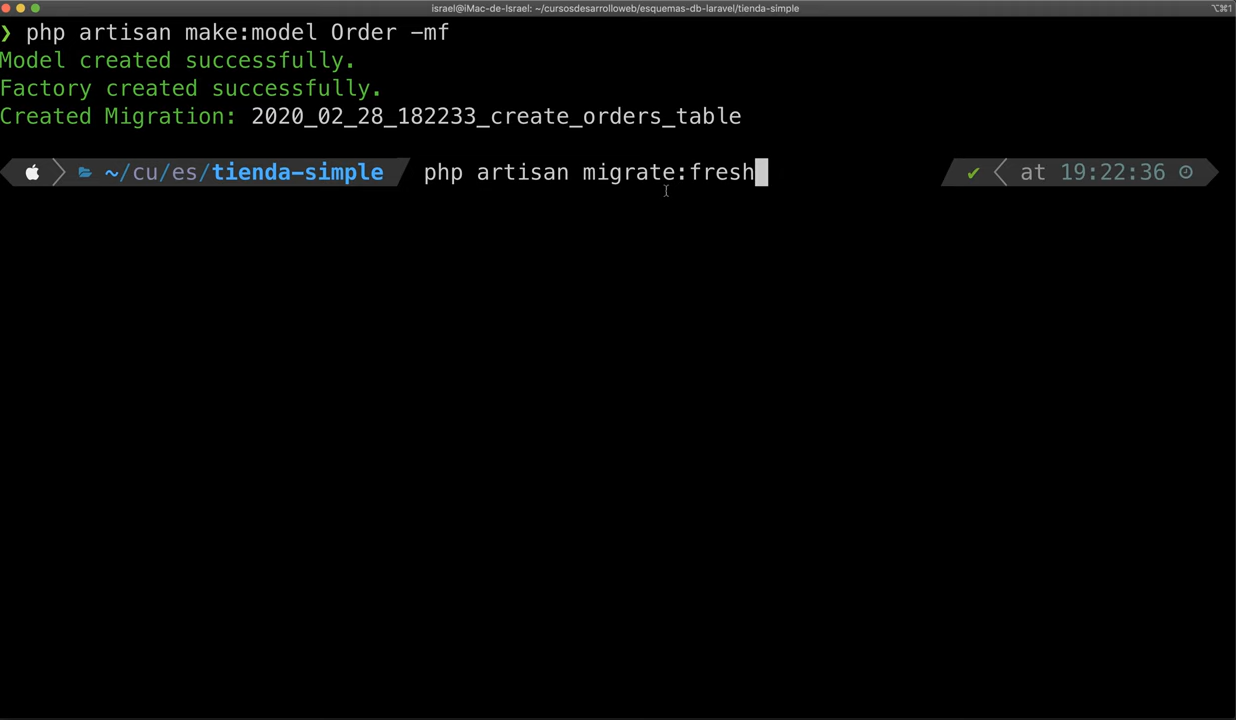 israel@iMac-de-Israel: ~/cursosdesarrolloweb/esquemas-db-laravel/tienda-simple ⌥⌘1
❯ php artisan make:model Order -mf
Model created successfully.
Factory created successfully.
Created Migration: 2020_02_28_182233_create_orders_table
~/cu/es/tienda-simple php artisan migrate:fresh ✔ at 19:22:36